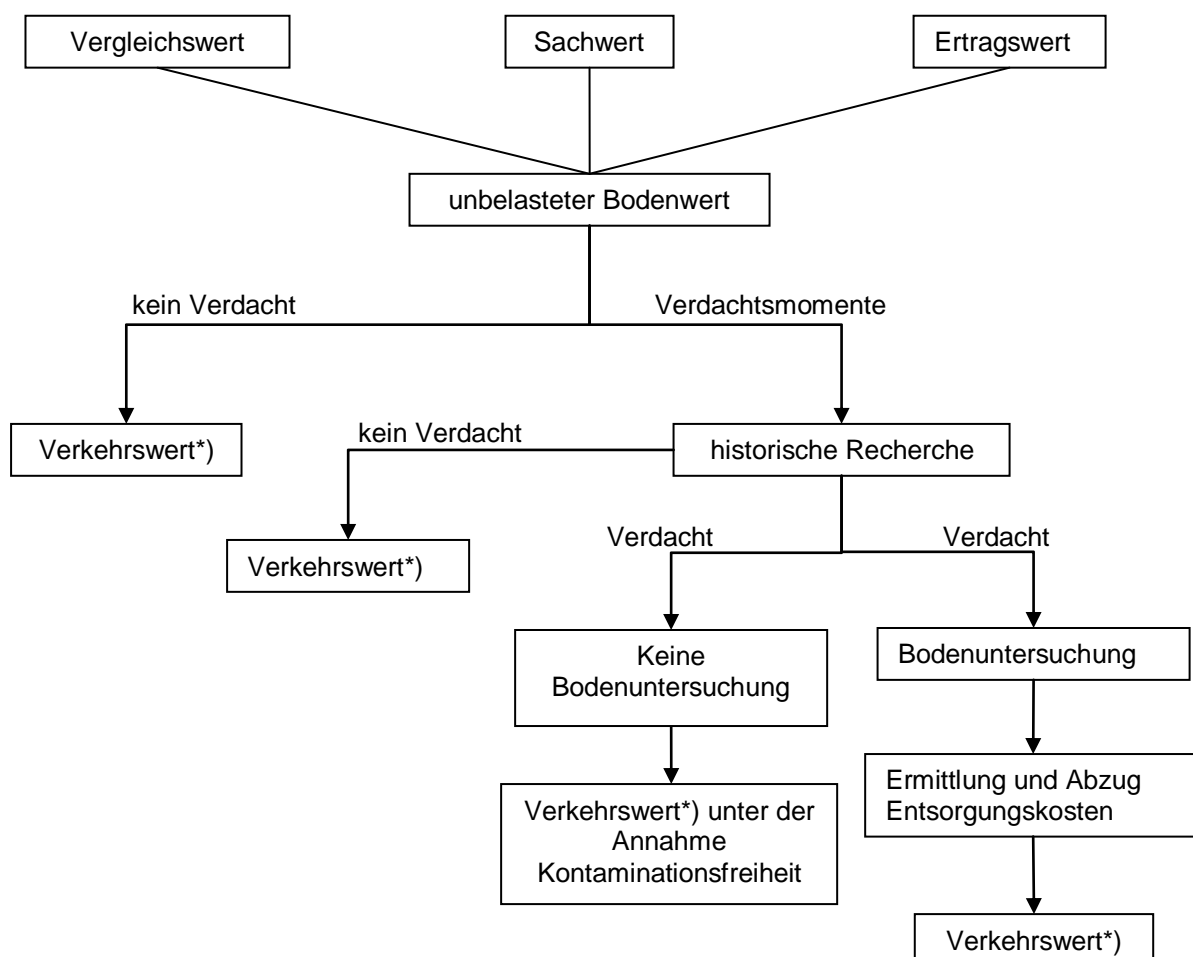 Vergleichswert
Sachwert
Ertragswert
unbelasteter Bodenwert
kein Verdacht
Verdachtsmomente
Verkehrswert*)
kein Verdacht
historische Recherche
Verkehrswert*)
Verdacht
Verdacht
Keine
Bodenuntersuchung
Bodenuntersuchung
Verkehrswert*) unter der
Annahme
Kontaminationsfreiheit
Ermittlung und Abzug
Entsorgungskosten
Verkehrswert*)